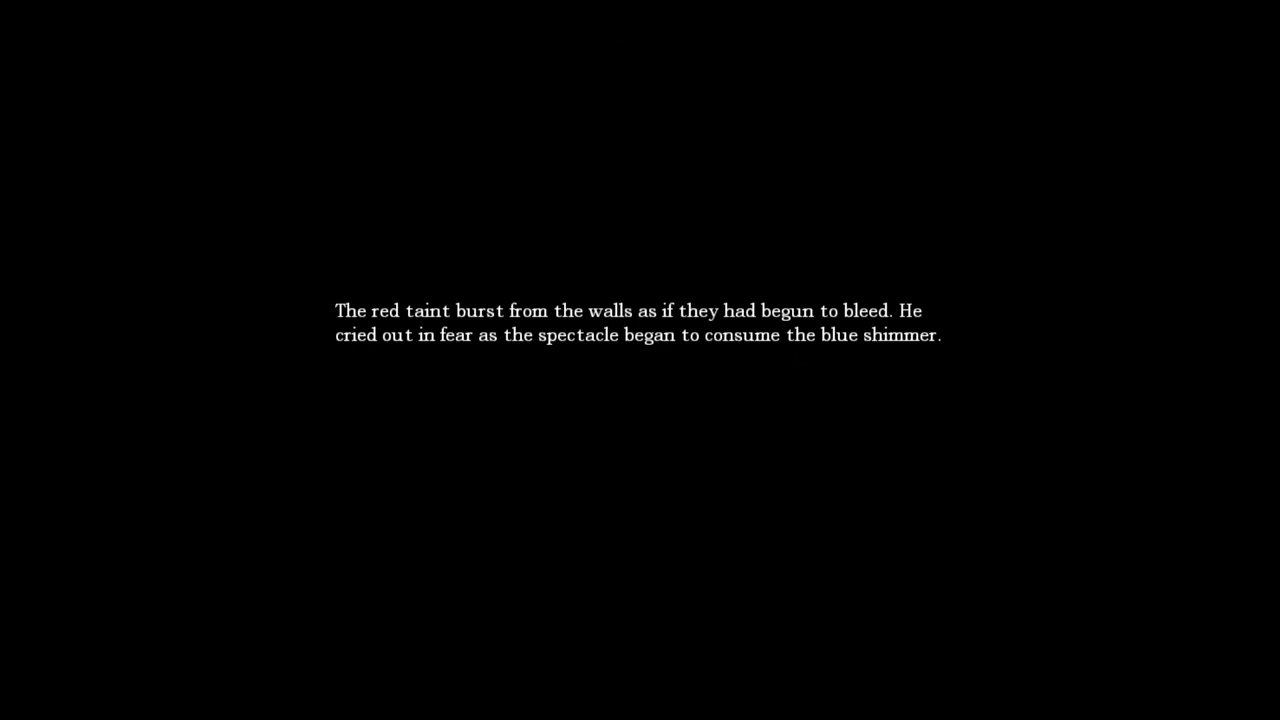 The red taint burst from the walls as if they had begun to bleed. He
cried out in fear as the spectacle began to consume the blue shimmer.